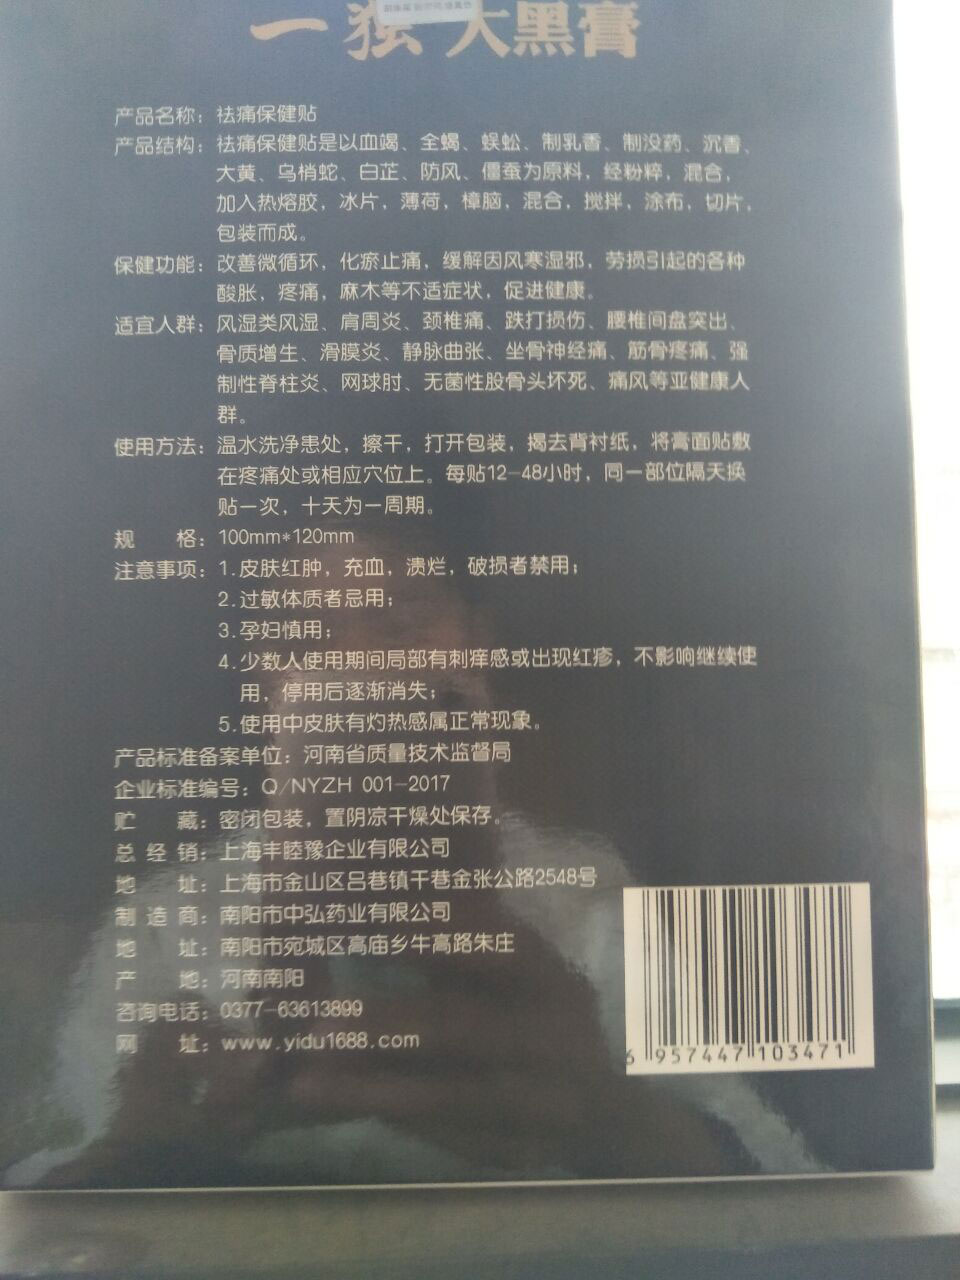 一独 大黑膏
产品名称：祛痛保健贴
产品结构：祛痛保健贴是以血竭、全蝎、蜈蚣、制乳香、制没药、沉香、
大黄、乌梢蛇、白芷、防风、僵蚕为原料，经粉粹，混合，
加入热熔胶，冰片，薄荷，樟脑，混合，搅拌，涂布，切片，
包装而成。
保健功能：改善微循环，化瘀止痛，缓解因风寒湿邪，劳损引起的各种
酸胀，疼痛，麻木等不适症状，促进健康。
适宜人群：风湿类风湿、肩周炎、颈椎痛、跌打损伤、腰椎间盘突出、
骨质增生、滑膜炎、静脉曲张、坐骨神经痛、筋骨疼痛、强
制性脊柱炎、网球肘、无菌性股骨头坏死、痛风等亚健康人
群。
使用方法：温水洗净患处，擦干，打开包装，揭去背衬纸，将膏面贴敷
在疼痛处或相应穴位上。每贴12-48小时，同一部位隔天换
贴一次，十天为一周期。
规 格：100mm*120mm
注意事项：1.皮肤红肿，充血，溃烂，破损者禁用；
2.过敏体质者忌用；
3.孕妇慎用；
4.少数人使用期间局部有刺痒感或出现红疹，不影响继续使
用，停用后逐渐消失；
5.使用中皮肤有灼热感属正常现象。
产品标准备案单位：河南省质量技术监督局
企业标准编号：Q/NYZH 001-2017
贮 藏：密闭包装，置阴凉干燥处保存。
总 经 销：上海丰睦豫企业有限公司
地 址：上海市金山区吕巷镇干巷金张公路2548号
制 造 商：南阳市中弘药业有限公司
地 址：南阳市宛城区高庙乡牛高路朱庄
产 地：河南南阳
咨询电话：0377-63613899
网 址：www.yidu1688.com
6 957447 103471